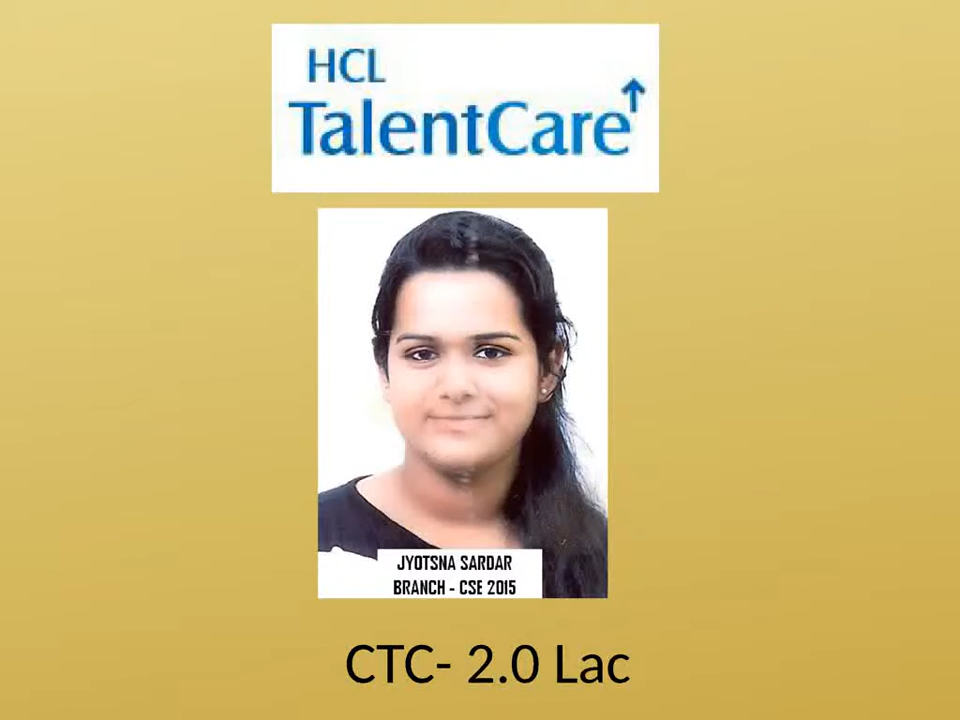 HCL
TalentCare
JYOTSNA SARDAR
BRANCH - CSE 2015
CTC- 2.0 Lac